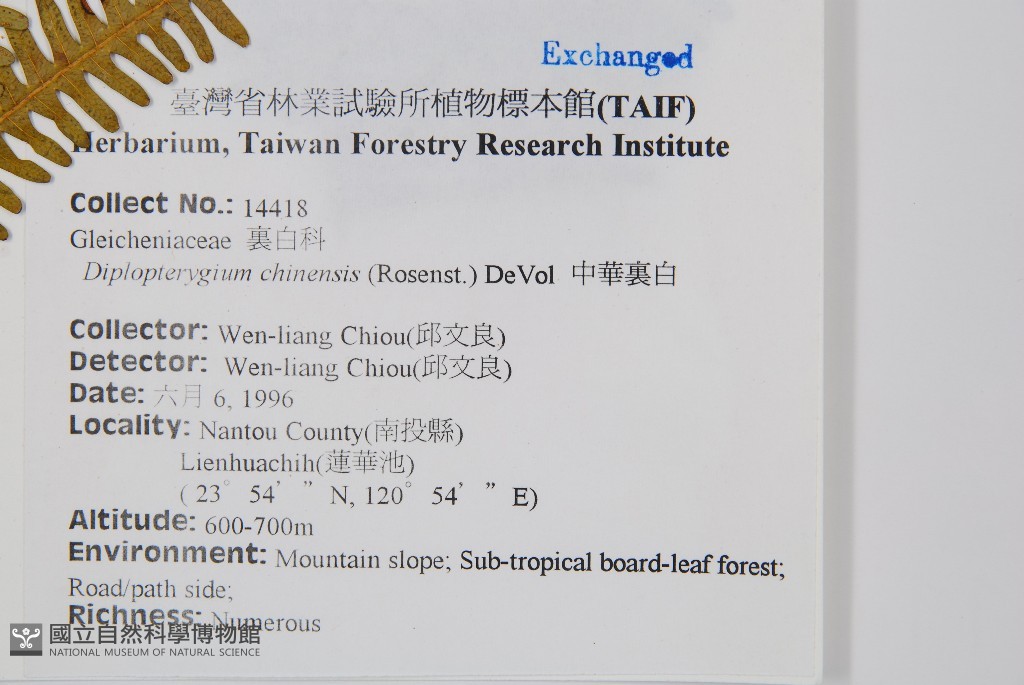 Exchanged
臺灣省林業試驗所植物標本館(TAIF)
Herbarium, Taiwan Forestry Research Institute
Collect No.: 14418
Gleicheniaceae 裏白科
Diplopterygium chinensis (Rosenst.) DeVol 中華裏白
Collector: Wen-liang Chiou(邱文良)
Detector: Wen-liang Chiou(邱文良)
Date: 六月 6, 1996
Locality: Nantou County(南投縣)
Lienhuachih(蓮華池)
( 23° 54’ ” N, 120° 54’ ” E)
Altitude: 600-700m
Environment: Mountain slope; Sub-tropical board-leaf forest;
Road/path side;
Richness: Numerous
國立自然科學博物館
NATIONAL MUSEUM OF NATURAL SCIENCE